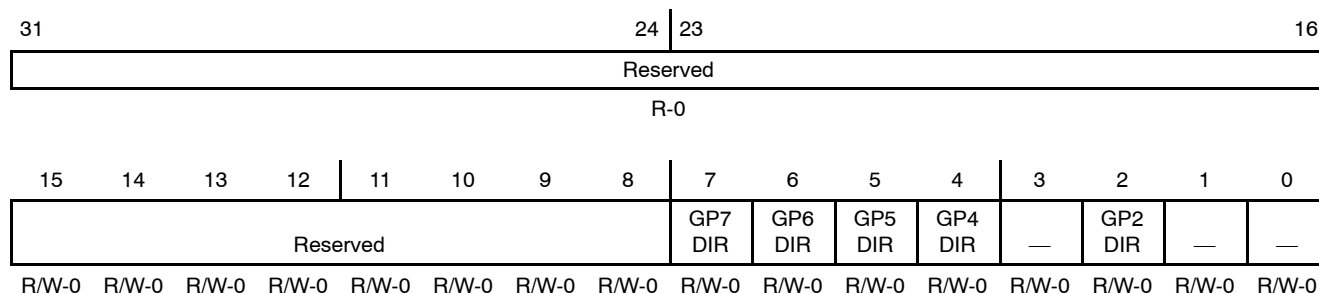 31 24 23 16
Reserved
R-0
15 14 13 12 11 10 9 8 7 6 5 4 3 2 1 0
GP7 GP6 GP5 GP4 GP2
Reserved DIR DIR DIR DIR — DIR — —
R/W-0 R/W-0 R/W-0 R/W-0 R/W-0 R/W-0 R/W-0 R/W-0 R/W-0 R/W-0 R/W-0 R/W-0 R/W-0 R/W-0 R/W-0 R/W-0